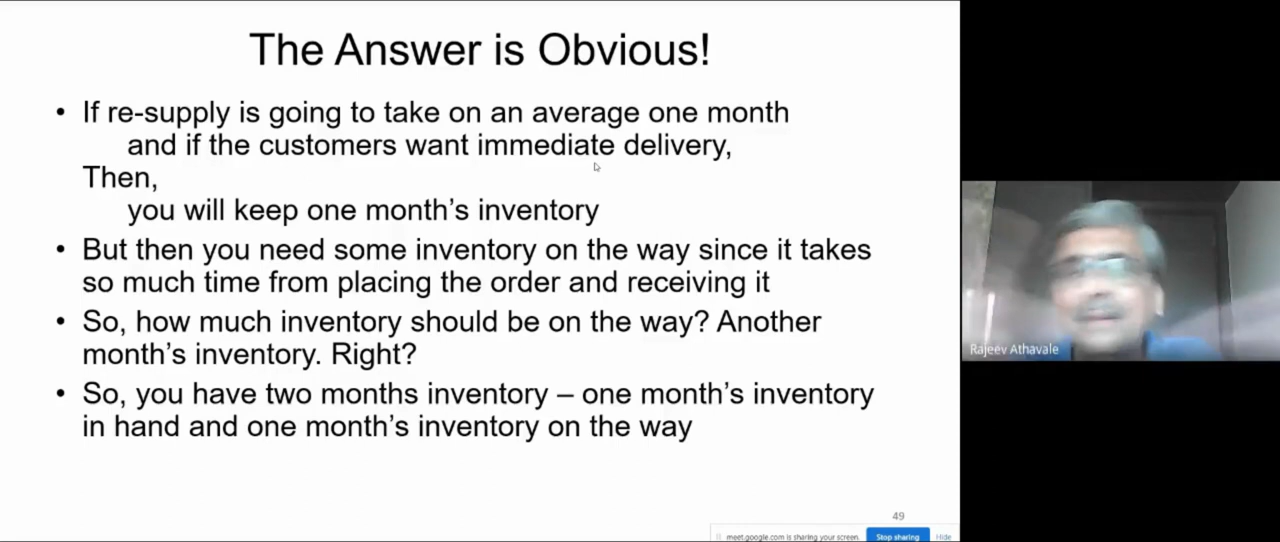 The Answer is Obvious!
• If re-supply is going to take on an average one month
and if the customers want immediate delivery,
Then,
you will keep one month's inventory
• But then you need some inventory on the way since it takes
so much time from placing the order and receiving it
• So, how much inventory should be on the way? Another
month's inventory. Right?
• So, you have two months inventory – one month's inventory
in hand and one month's inventory on the way
49
meet.google.com is sharing your screen.
Stop sharing
Hide
Rajeev Athavale